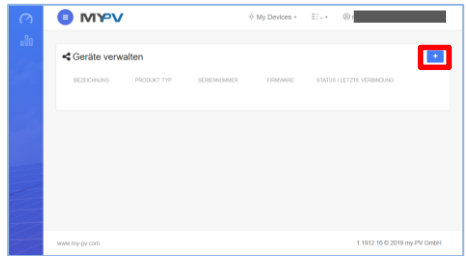 MYPV
My Devices
Geräte verwalten
+
BEZEICHNUNG PRODUKT TYP SERIENNUMMER FIRMWARE STATUS / LETZTE VERBINDUNG
www.my-pv.com 1.1912.16 © 2019 my-PV GmbH